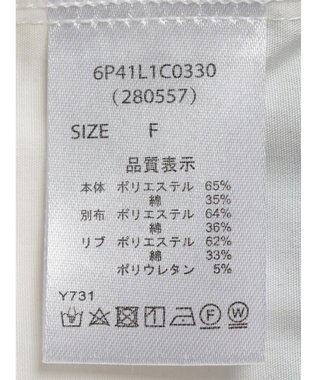 6P41L1C0330
(280557)
SIZE F
品質表示
本体 ポリエステル 65%
綿 35%
別布 ポリエステル 64%
綿 36%
リブ ポリエステル 62%
綿 33%
ポリウレタン 5%
Y731
F W